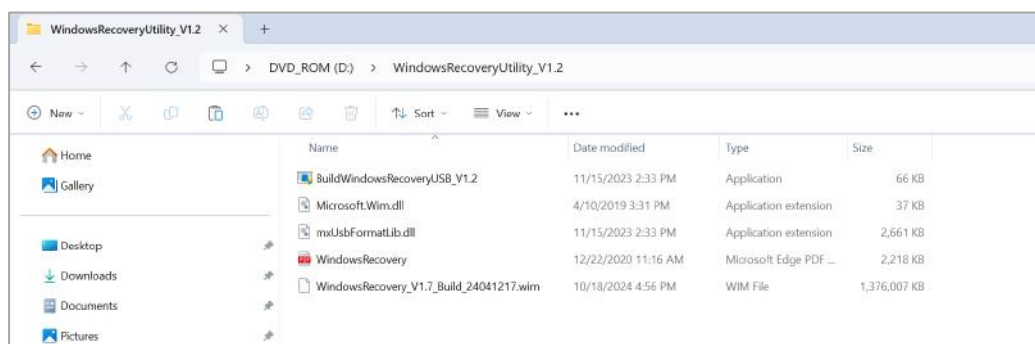 WindowsRecoveryUtility_V1.2
DVD_ROM (D:) > WindowsRecoveryUtility_V1.2
New Sort View
Home
Gallery
Desktop
Downloads
Documents
Pictures
Name Date modified Type Size
BuildWindowsRecoveryUSB_V1.2 11/15/2023 2:33 PM Application 66 KB
Microsoft.Wim.dll 4/10/2019 3:31 PM Application extension 37 KB
mxUsbFormatLib.dll 11/15/2023 2:33 PM Application extension 2,661 KB
WindowsRecovery 12/22/2020 11:16 AM Microsoft Edge PDF ... 2,218 KB
WindowsRecovery_V1.7_Build_24041217.wim 10/18/2024 4:56 PM WIM File 1,376,007 KB